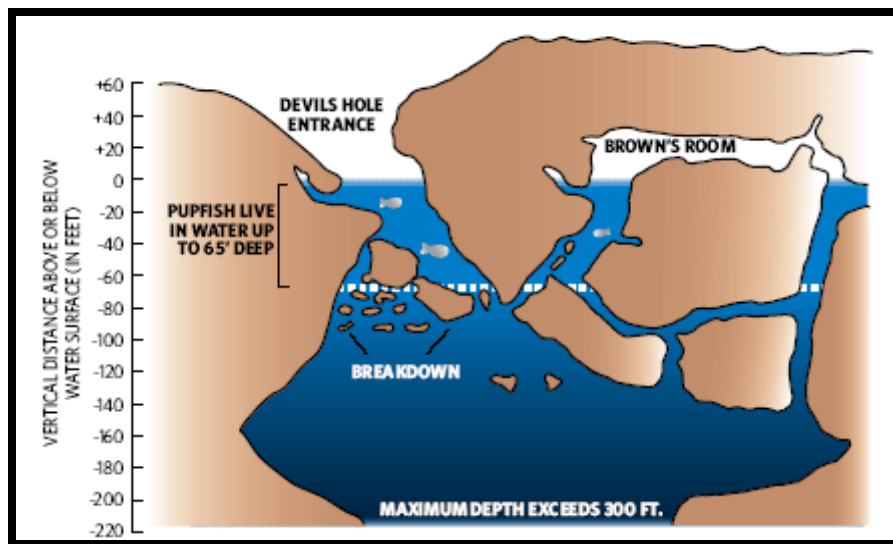 +60
+40
+20
0
-20
-40
-60
-80
-100
-120
-140
-160
-180
-200
-220
VERTICAL DISTANCE ABOVE OR BELOW
WATER SURFACE (IN FEET)
DEVILS HOLE
ENTRANCE
BROWN'S ROOM
PUPFISH LIVE
IN WATER UP
TO 65' DEEP
BREAKDOWN
MAXIMUM DEPTH EXCEEDS 300 FT.